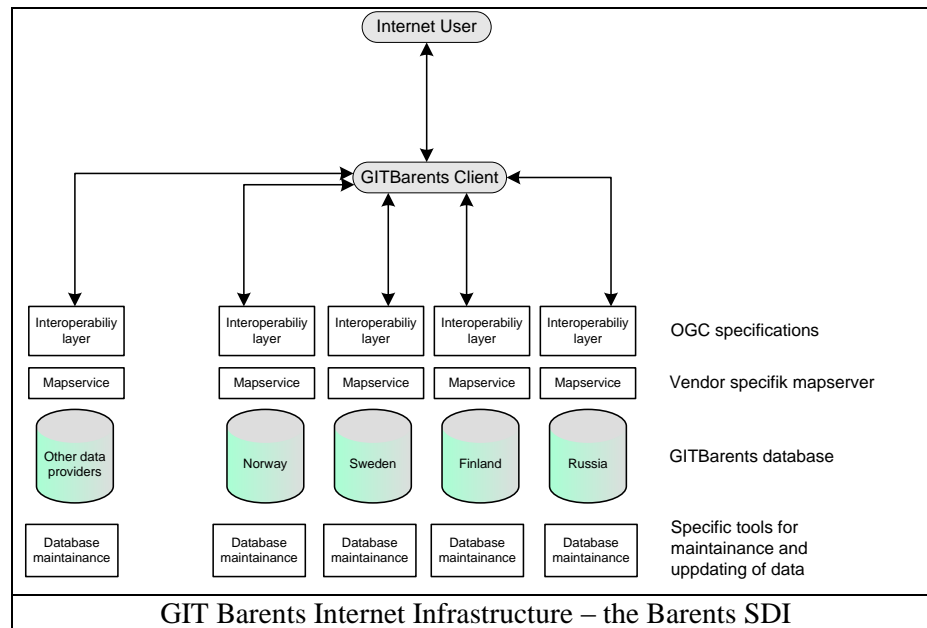 Internet User
GITBarents Client
Interoperabiliy
layer
Interoperabiliy
layer
Interoperabiliy
layer
Interoperabiliy
layer
Interoperabiliy
layer
OGC specifications
Mapservice
Mapservice
Mapservice
Mapservice
Mapservice
Vendor specifik mapserver
Other data
providers
Norway
Sweden
Finland
Russia
GITBarents database
Database
maintainance
Database
maintainance
Database
maintainance
Database
maintainance
Database
maintainance
Specific tools for
maintainance and
uppdating of data
GIT Barents Internet Infrastructure – the Barents SDI